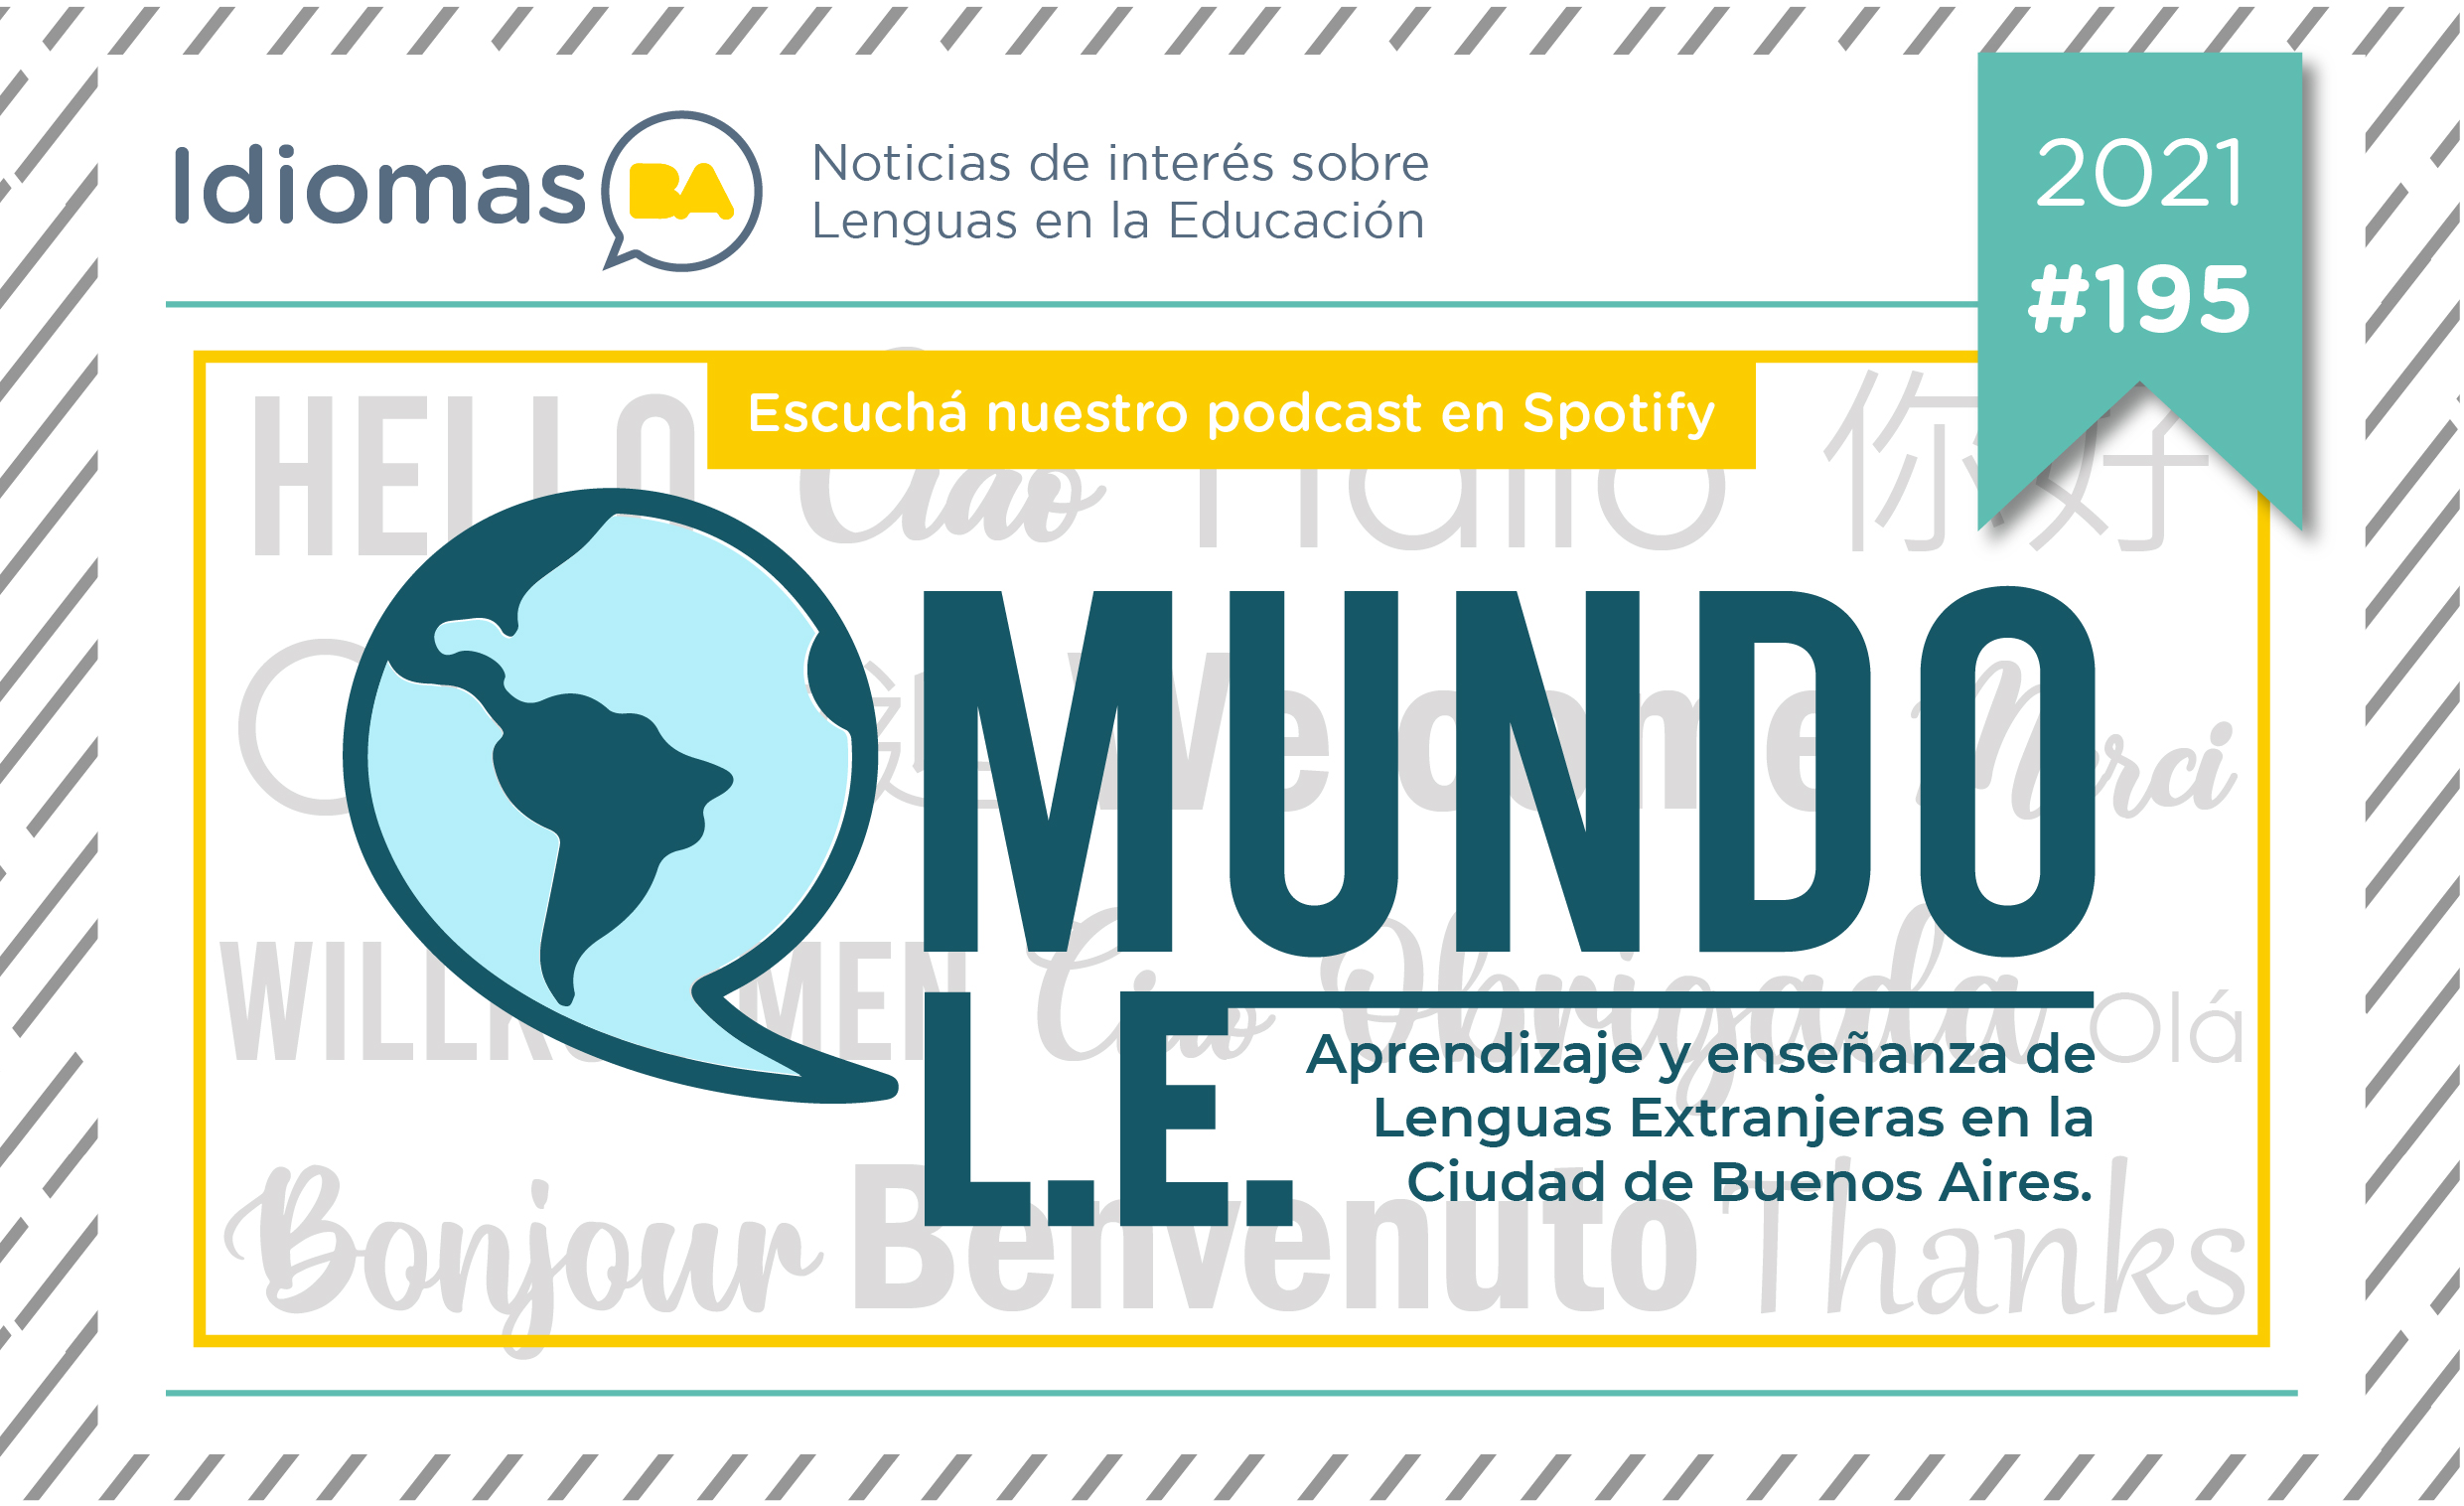 Idiomas BA
Noticias de interés sobre
Lenguas en la Educación
2021
#195
Escuchá nuestro podcast en Spotify
HELLO Ciao Hallo 你好
Welcome Merci
MUNDO
WILLKOMMEN Ciao Obrigada Olá
L.E.
Aprendizaje y enseñanza de
Lenguas Extranjeras en la
Ciudad de Buenos Aires.
Bonjour Benvenuto Thanks